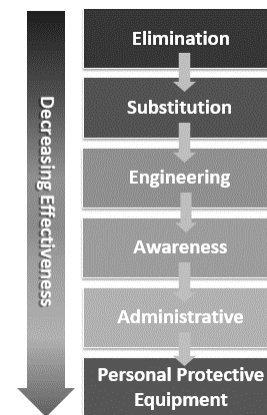 Decreasing Effectiveness
Elimination
Substitution
Engineering
Awareness
Administrative
Personal Protective
Equipment